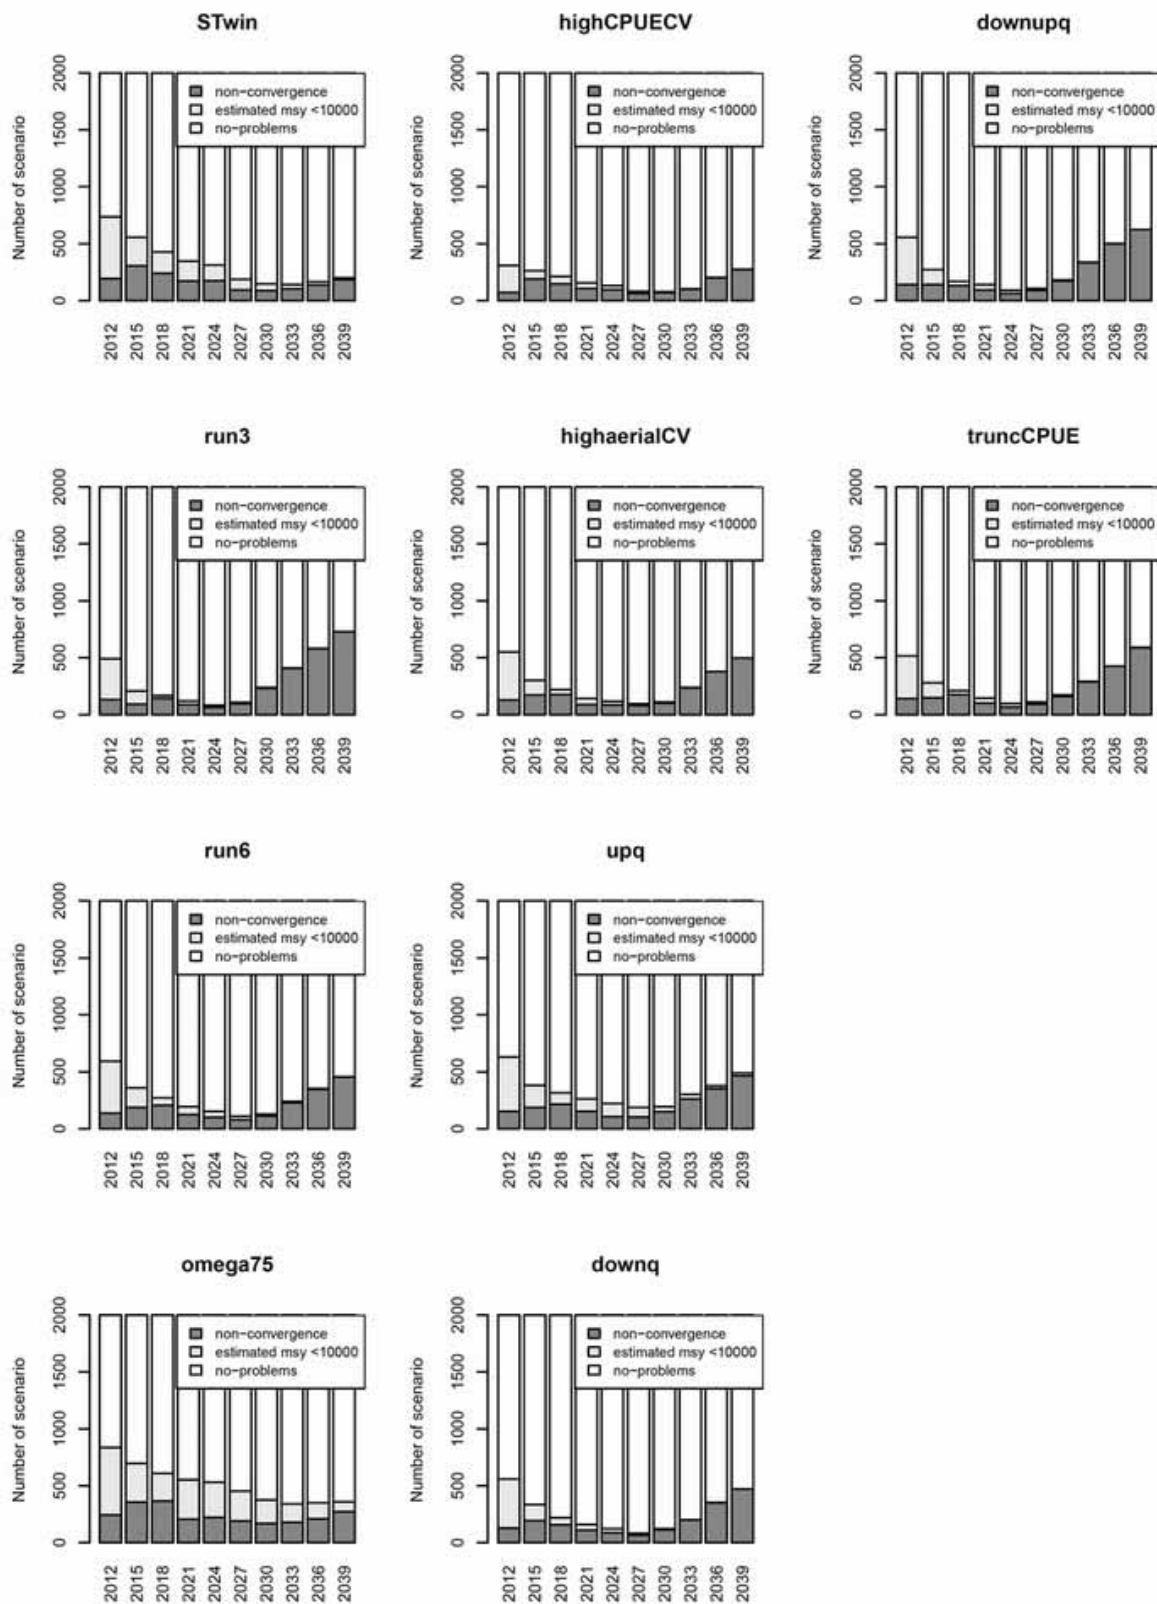 STwin
highCPUECV
downupq
Number of scenario
0 500 1000 1500 2000
non−convergence
estimated msy <10000
no−problems
2012 2015 2018 2021 2024 2027 2030 2033 2036 2039
Number of scenario
0 500 1000 1500 2000
non−convergence
estimated msy <10000
no−problems
2012 2015 2018 2021 2024 2027 2030 2033 2036 2039
Number of scenario
0 500 1000 1500 2000
non−convergence
estimated msy <10000
no−problems
2012 2015 2018 2021 2024 2027 2030 2033 2036 2039
run3
highaerialCV
truncCPUE
Number of scenario
0 500 1000 1500 2000
non−convergence
estimated msy <10000
no−problems
2012 2015 2018 2021 2024 2027 2030 2033 2036 2039
Number of scenario
0 500 1000 1500 2000
non−convergence
estimated msy <10000
no−problems
2012 2015 2018 2021 2024 2027 2030 2033 2036 2039
Number of scenario
0 500 1000 1500 2000
non−convergence
estimated msy <10000
no−problems
2012 2015 2018 2021 2024 2027 2030 2033 2036 2039
run6
upq
Number of scenario
0 500 1000 1500 2000
non−convergence
estimated msy <10000
no−problems
2012 2015 2018 2021 2024 2027 2030 2033 2036 2039
Number of scenario
0 500 1000 1500 2000
non−convergence
estimated msy <10000
no−problems
2012 2015 2018 2021 2024 2027 2030 2033 2036 2039
omega75
downq
Number of scenario
0 500 1000 1500 2000
non−convergence
estimated msy <10000
no−problems
2012 2015 2018 2021 2024 2027 2030 2033 2036 2039
Number of scenario
0 500 1000 1500 2000
non−convergence
estimated msy <10000
no−problems
2012 2015 2018 2021 2024 2027 2030 2033 2036 2039